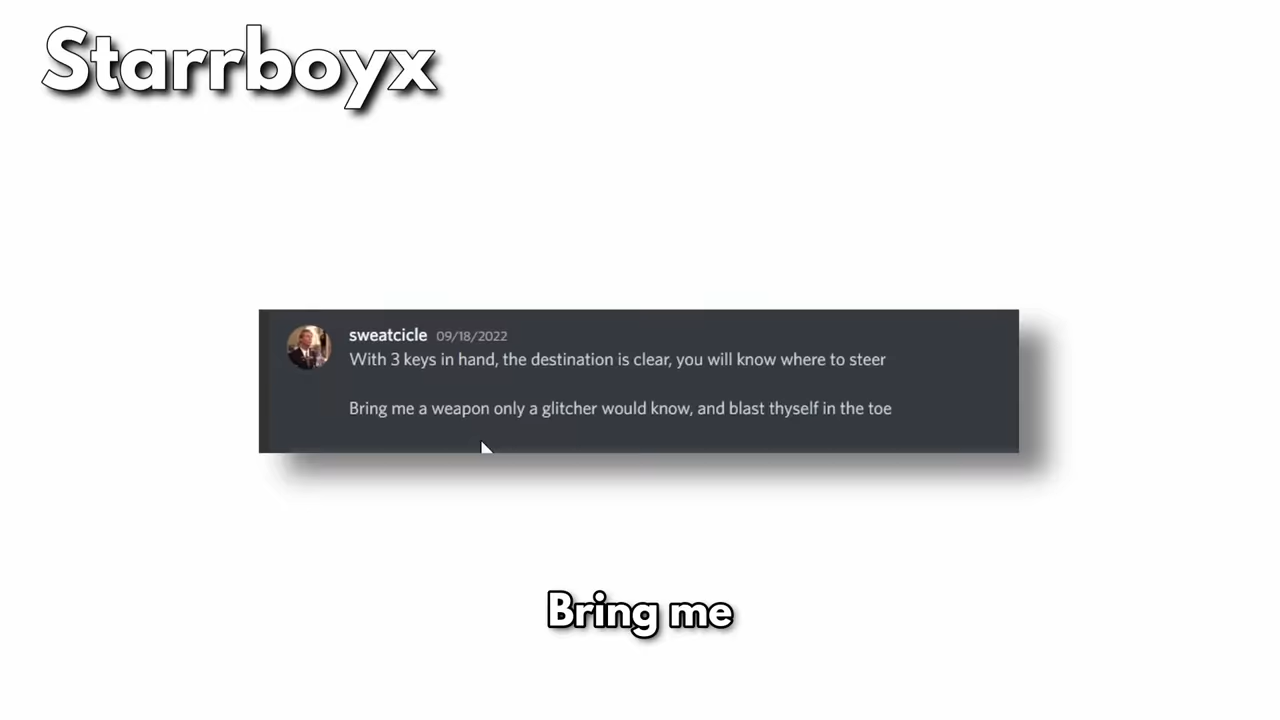 Starrboyx
sweatcicle 09/18/2022
With 3 keys in hand, the destination is clear, you will know where to steer
Bring me a weapon only a glitcher would know, and blast thyself in the toe
Bring me